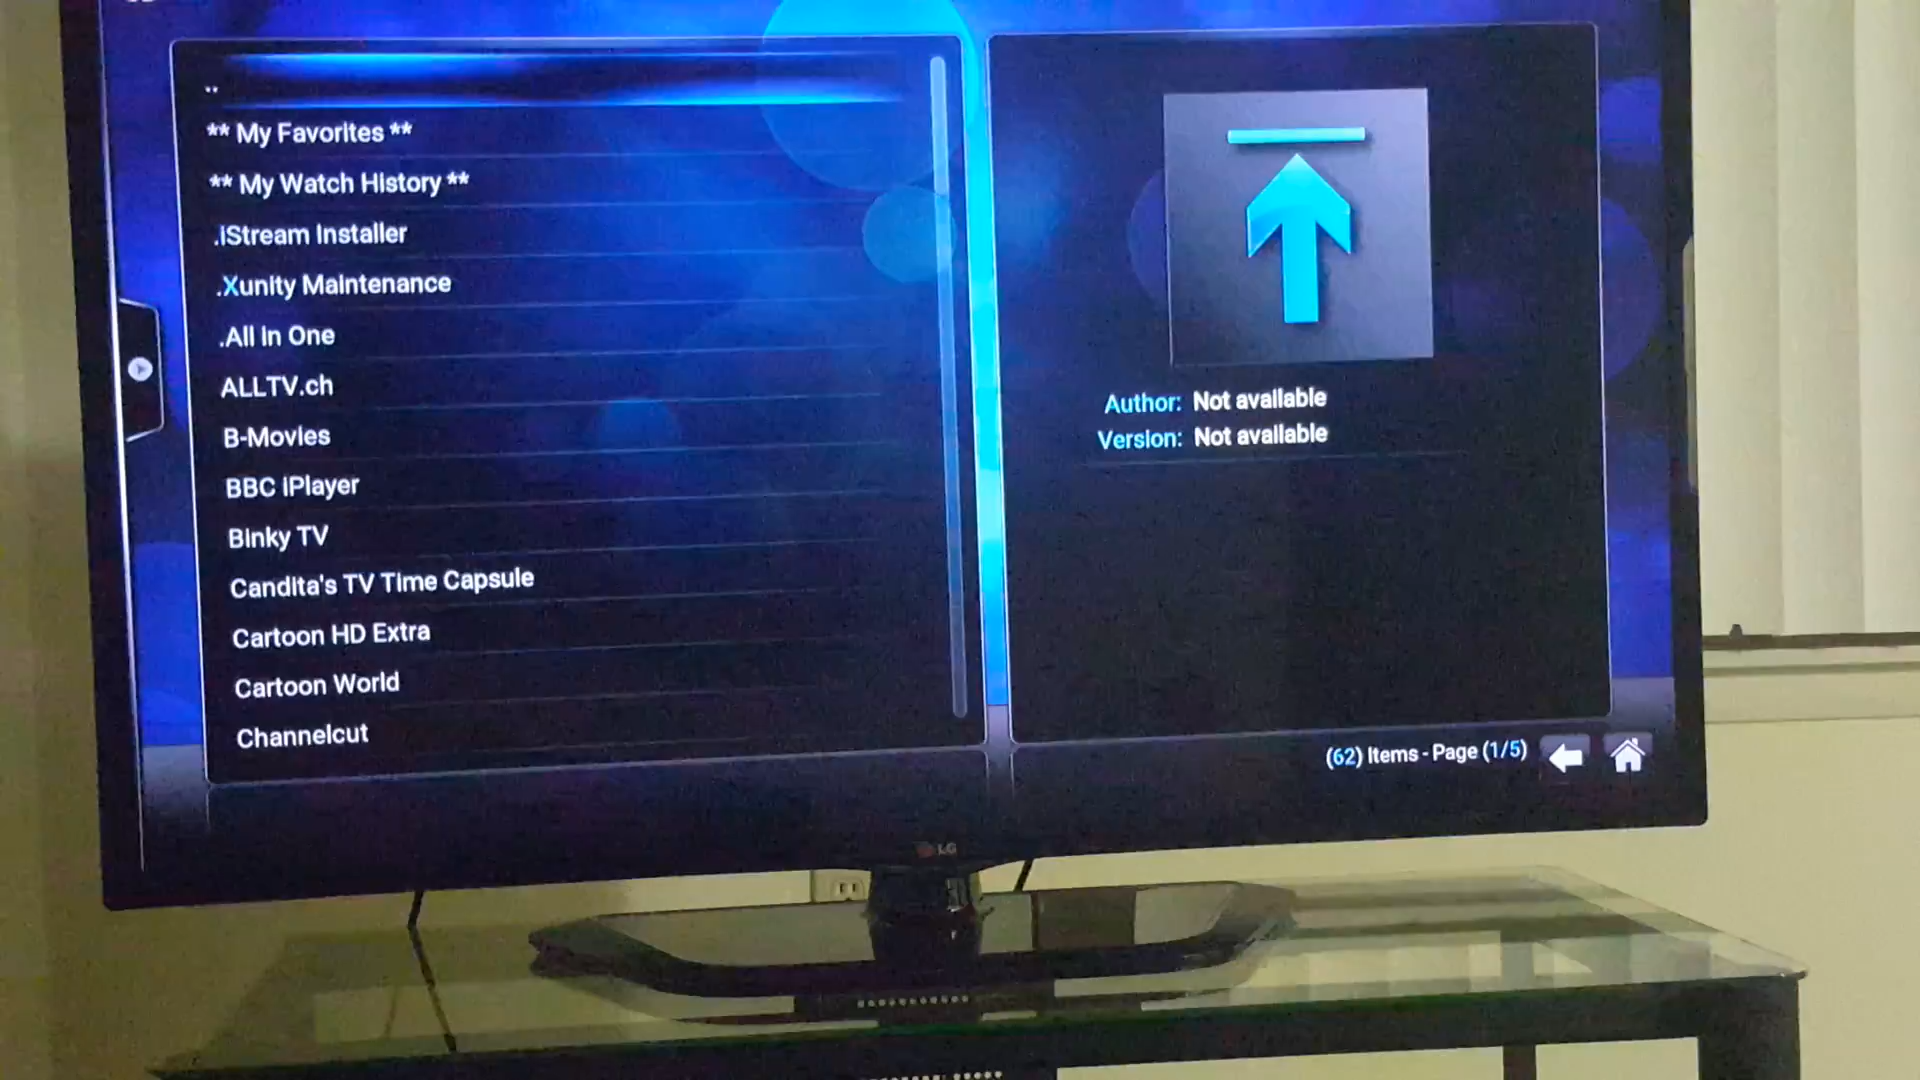 ..
** My Favorites **
** My Watch History **
.iStream Installer
.Xunity Maintenance
.All in One
ALLTV.ch
B-Movies
BBC iPlayer
Binky TV
Candita's TV Time Capsule
Cartoon HD Extra
Cartoon World
Channelcut
Author: Not available
Version: Not available
(62) Items - Page (1/5)
LG